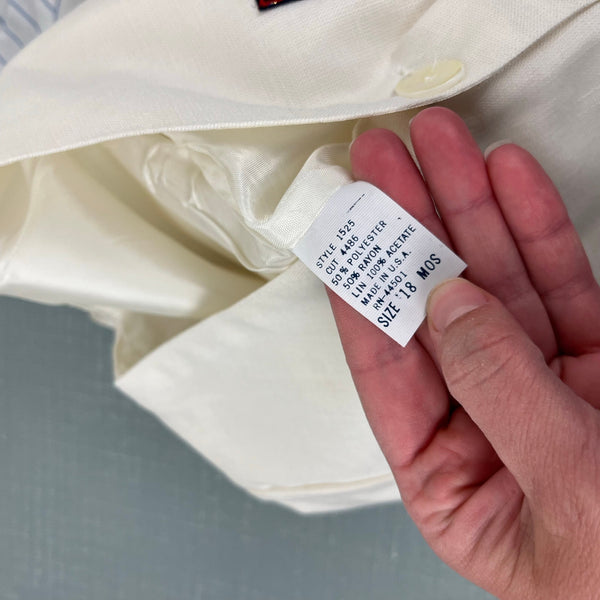 STYLE 1525
CUT 4486
50% POLYESTER
50% RAYON
LIN 100% ACETATE
MADE IN U.S.A.
RN-44501
SIZE 18 MOS